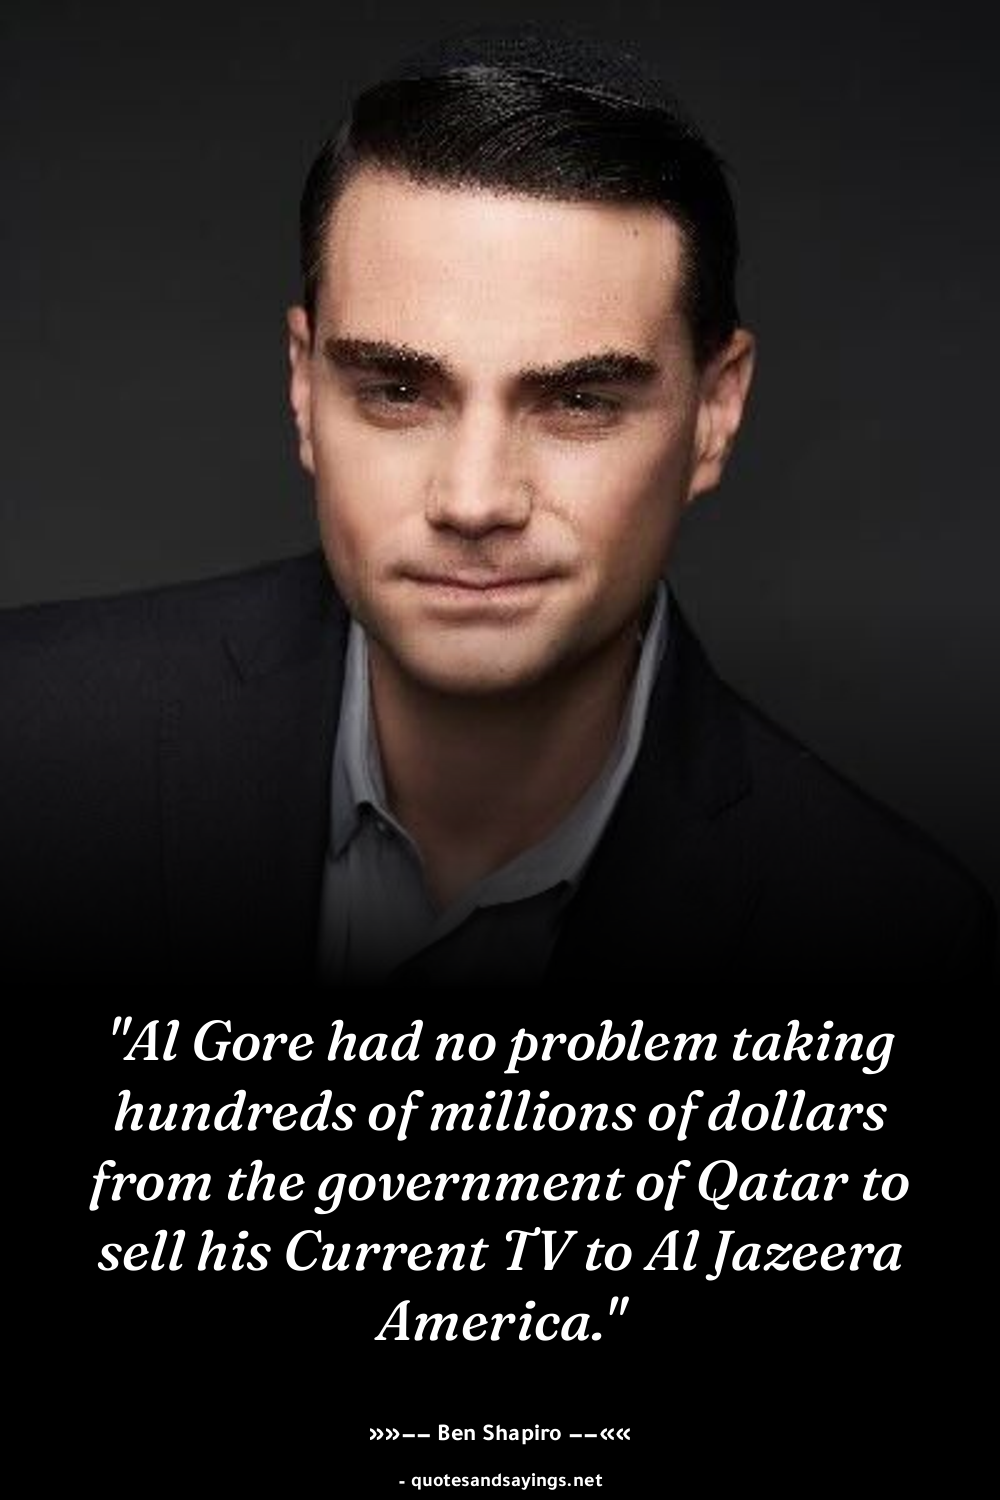 "Al Gore had no problem taking
hundreds of millions of dollars
from the government of Qatar to
sell his Current TV to Al Jazeera
America."
»»−− Ben Shapiro −−««
- quotesandsayings.net